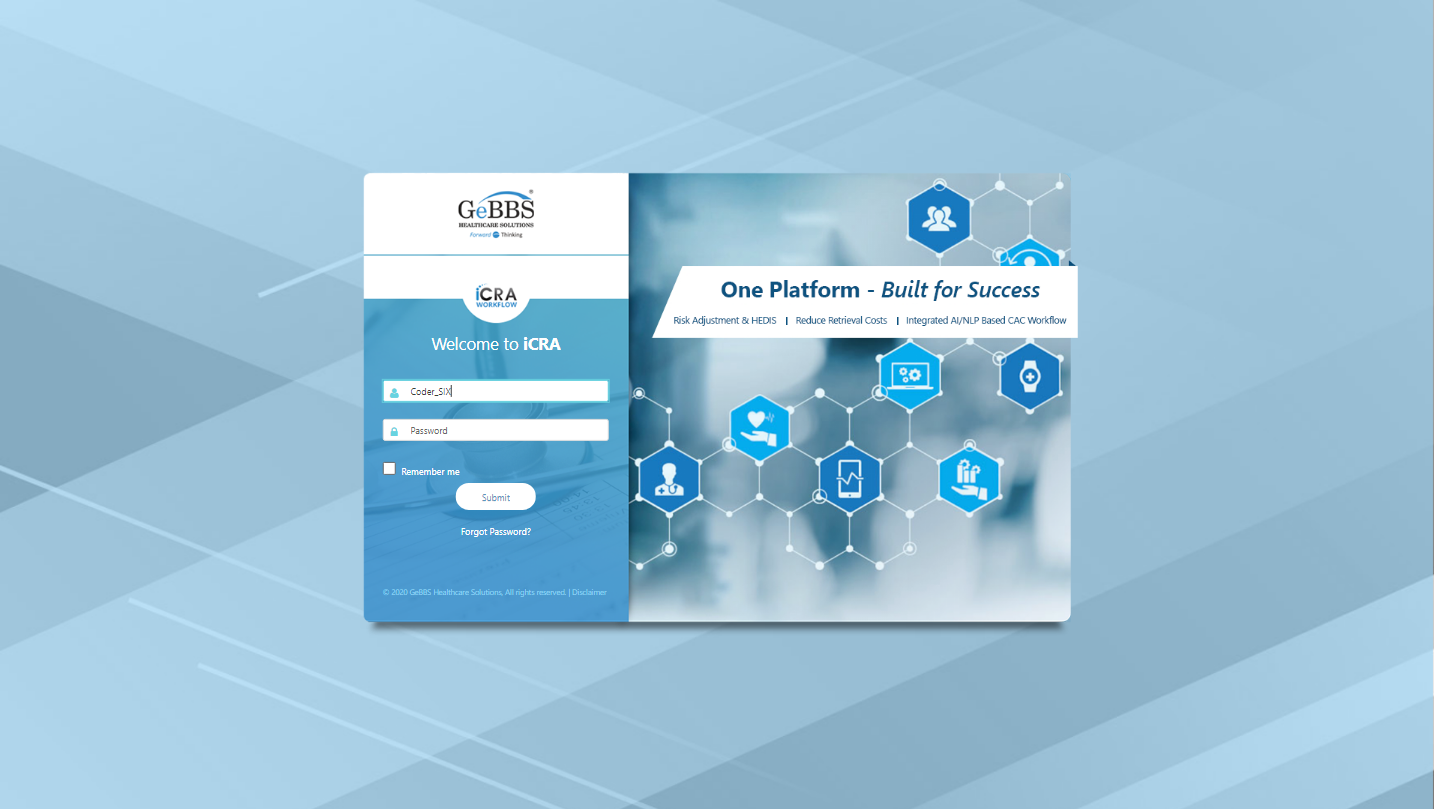 GeBBS®
HEALTHCARE SOLUTIONS
Forward Thinking
iCRA
WORKFLOW
Welcome to iCRA
Coder_SIX
Password
Remember me
Submit
Forgot Password?
© 2020 GeBBS Healthcare Solutions, All rights reserved. | Disclaimer
One Platform - Built for Success
Risk Adjustment & HEDIS | Reduce Retrieval Costs | Integrated AI/NLP Based CAC Workflow